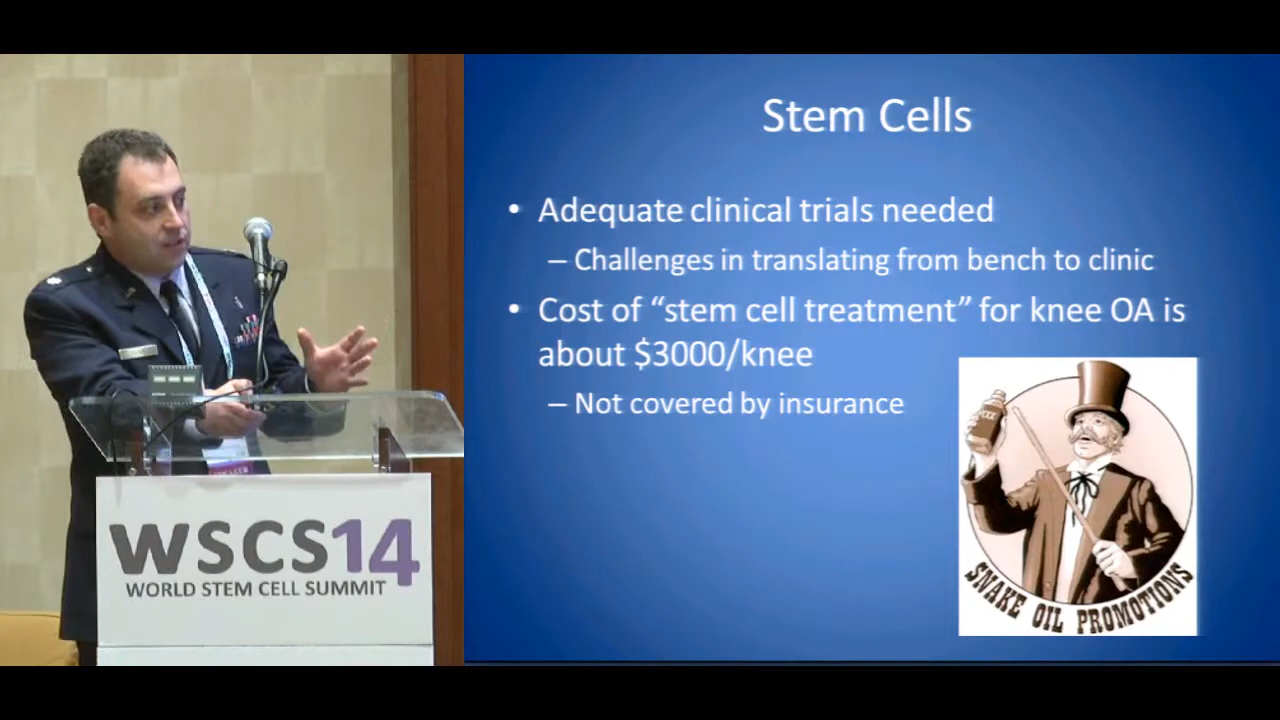 Stem Cells
• Adequate clinical trials needed
– Challenges in translating from bench to clinic
• Cost of “stem cell treatment” for knee OA is
about $3000/knee
– Not covered by insurance
SNAKE OIL PROMOTIONS
WSCS14
WORLD STEM CELL SUMMIT